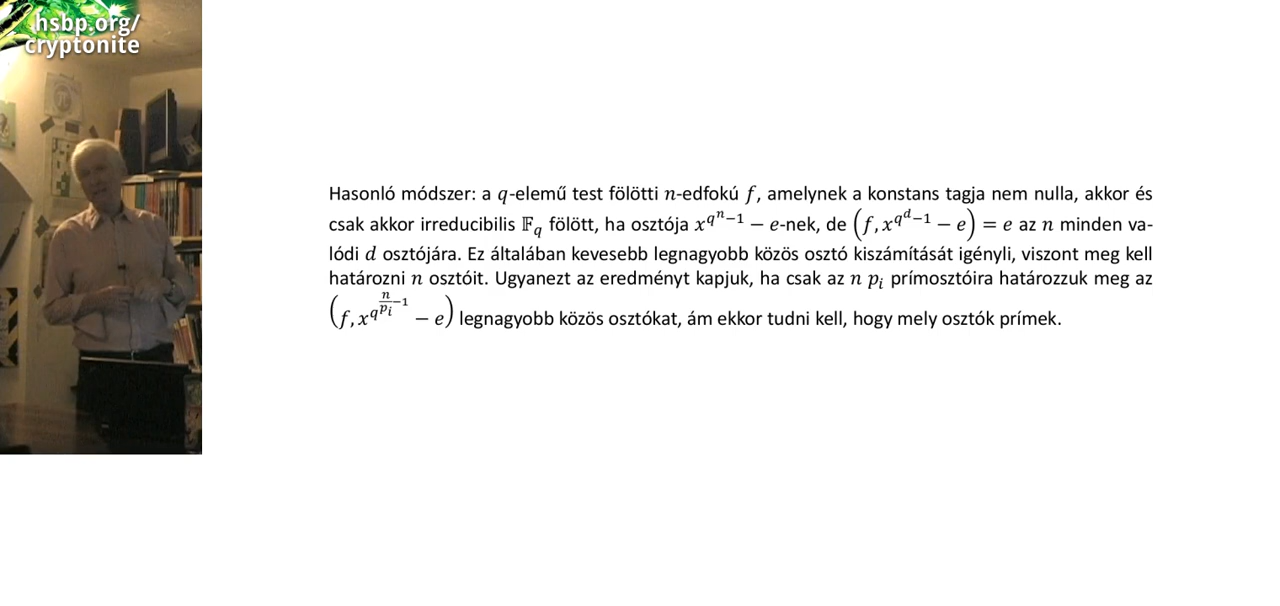 hsbp.org/
cryptonite
Hasonló módszer: a q-elemű test fölötti n-edfokú f, amelynek a konstans tagja nem nulla, akkor és
csak akkor irreducibilis 𝔽_q fölött, ha osztója x^{q^n−1} − e-nek, de (f, x^{q^d−1} − e) = e az n minden va-
lódi d osztójára. Ez általában kevesebb legnagyobb közös osztó kiszámítását igényli, viszont meg kell
határozni n osztóit. Ugyanezt az eredményt kapjuk, ha csak az n p_i prímosztóira határozzuk meg az
(f, x^{q^{n/p_i}−1} − e) legnagyobb közös osztókat, ám ekkor tudni kell, hogy mely osztók prímek.